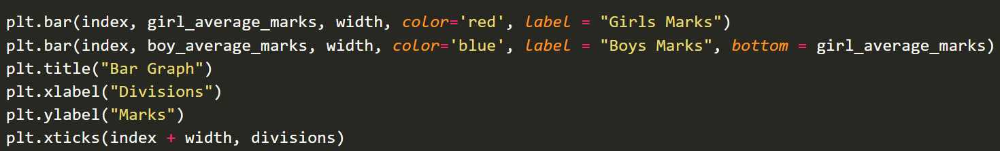 plt.bar(index, girl_average_marks, width, color='red', label = "Girls Marks")
plt.bar(index, boy_average_marks, width, color='blue', label = "Boys Marks", bottom = girl_average_marks)
plt.title("Bar Graph")
plt.xlabel("Divisions")
plt.ylabel("Marks")
plt.xticks(index + width, divisions)